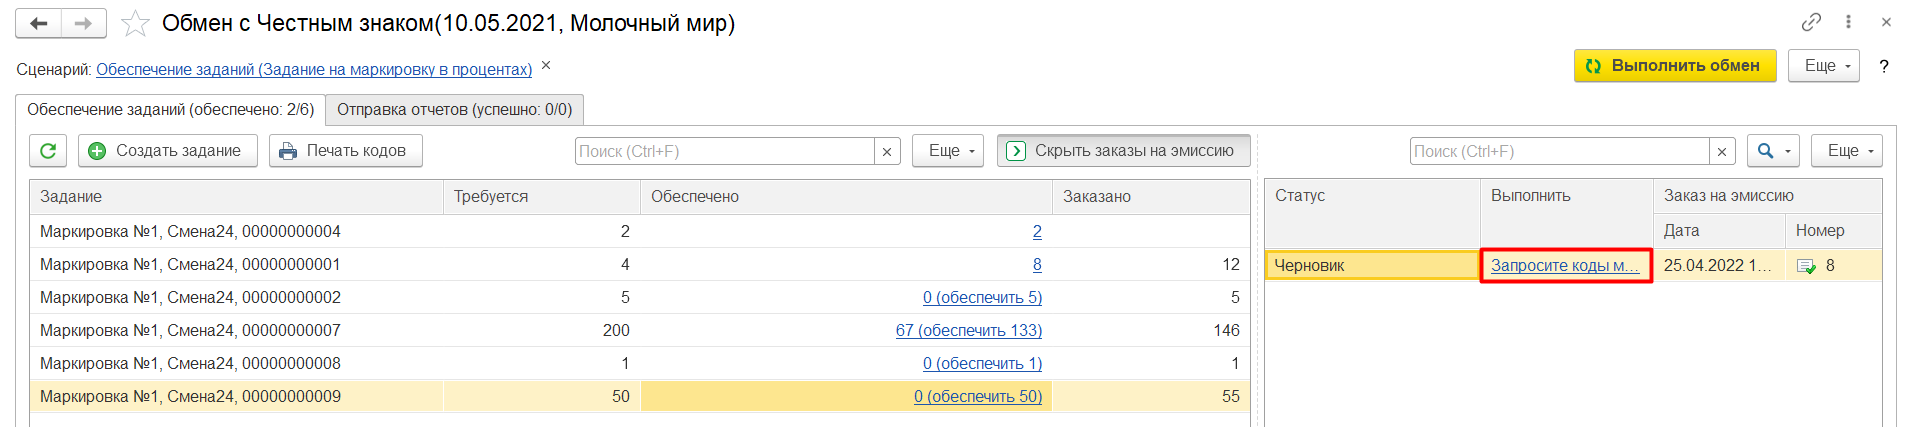 Обмен с Честным знаком(10.05.2021, Молочный мир)
Сценарий: Обеспечение заданий (Задание на маркировку в процентах) ×
Выполнить обмен
Еще
?
Обеспечение заданий (обеспечено: 2/6)
Отправка отчетов (успешно: 0/0)
Создать задание
Печать кодов
Поиск (Ctrl+F)
×
Еще
Скрыть заказы на эмиссию
Задание Требуется Обеспечено Заказано
Маркировка №1, Смена24, 00000000004 2 2
Маркировка №1, Смена24, 00000000001 4 8 12
Маркировка №1, Смена24, 00000000002 5 0 (обеспечить 5) 5
Маркировка №1, Смена24, 00000000007 200 67 (обеспечить 133) 146
Маркировка №1, Смена24, 00000000008 1 0 (обеспечить 1) 1
Маркировка №1, Смена24, 00000000009 50 0 (обеспечить 50) 55
Поиск (Ctrl+F)
×
Еще
Статус Выполнить Заказ на эмиссию
Дата Номер
Черновик Запросите коды м... 25.04.2022 1... 8